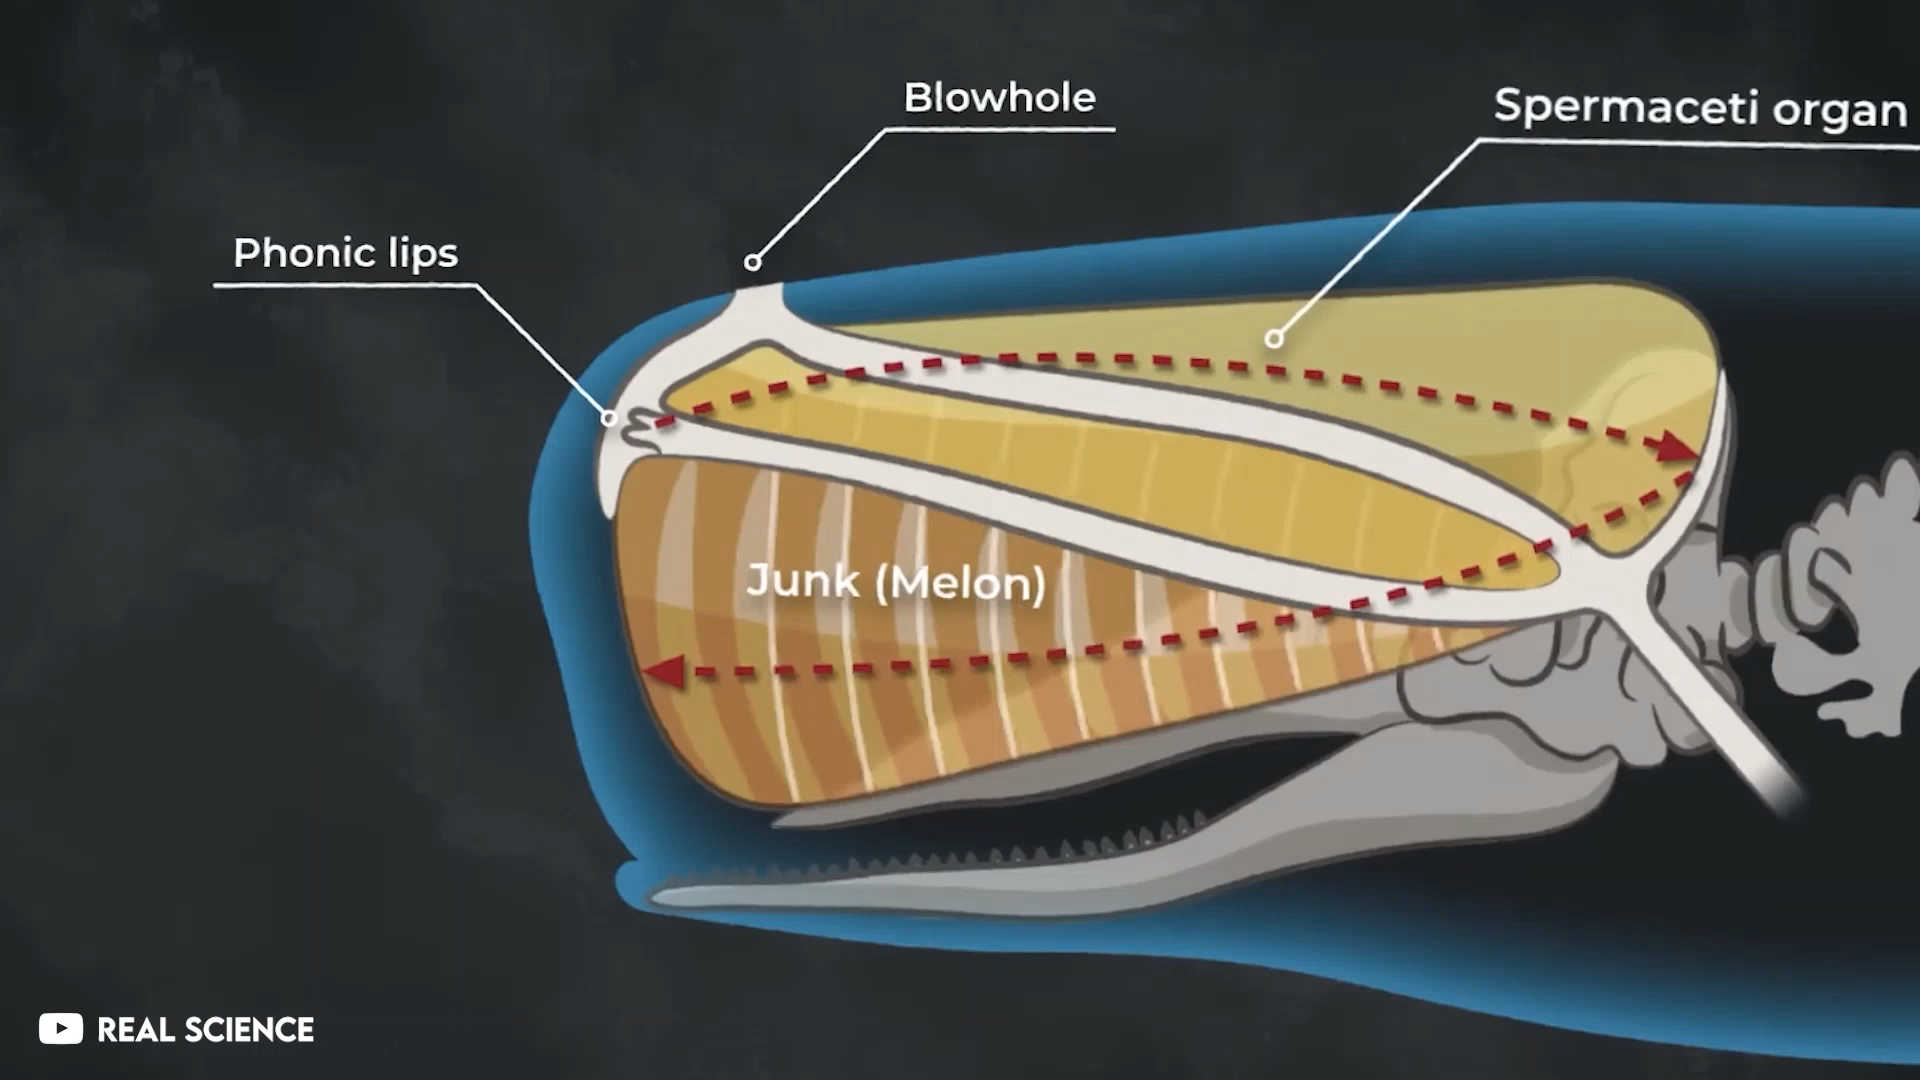 Blowhole
Spermaceti organ
Phonic lips
Junk (Melon)
REAL SCIENCE